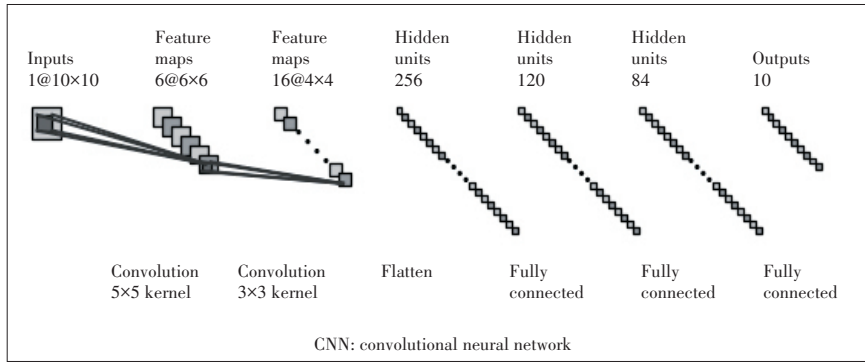 Inputs
1@10×10
Feature
maps
6@6×6
Feature
maps
16@4×4
Hidden
units
256
Hidden
units
120
Hidden
units
84
Outputs
10
Convolution
5×5 kernel
Convolution
3×3 kernel
Flatten
Fully
connected
Fully
connected
Fully
connected
CNN: convolutional neural network